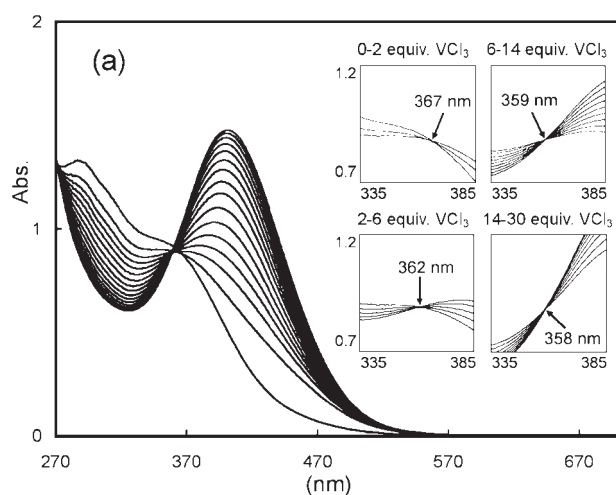 2
(a)
0-2 equiv. VCl3
6-14 equiv. VCl3
1.2
367 nm
359 nm
0.7
335
385
335
385
2-6 equiv. VCl3
14-30 equiv. VCl3
1.2
362 nm
358 nm
0.7
335
385
335
385
Abs.
1
0
270
370
470
570
670
(nm)